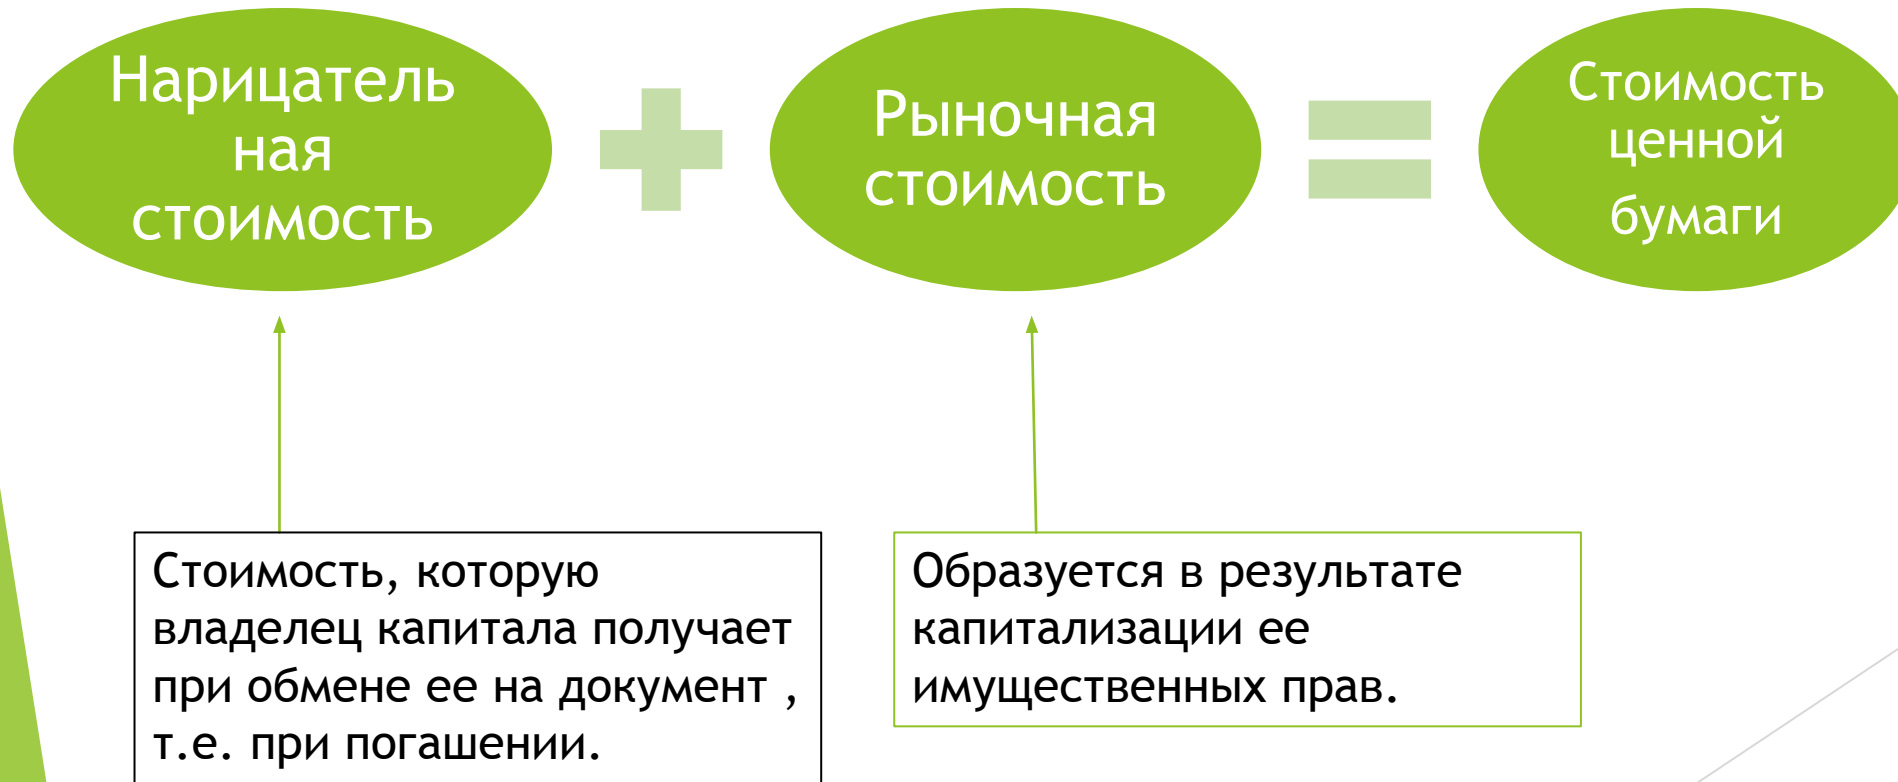 Нарицатель
ная
стоимость
Рыночная
стоимость
Стоимость
ценной
бумаги
Стоимость, которую
владелец капитала получает
при обмене ее на документ ,
т.е. при погашении.
Образуется в результате
капитализации ее
имущественных прав.